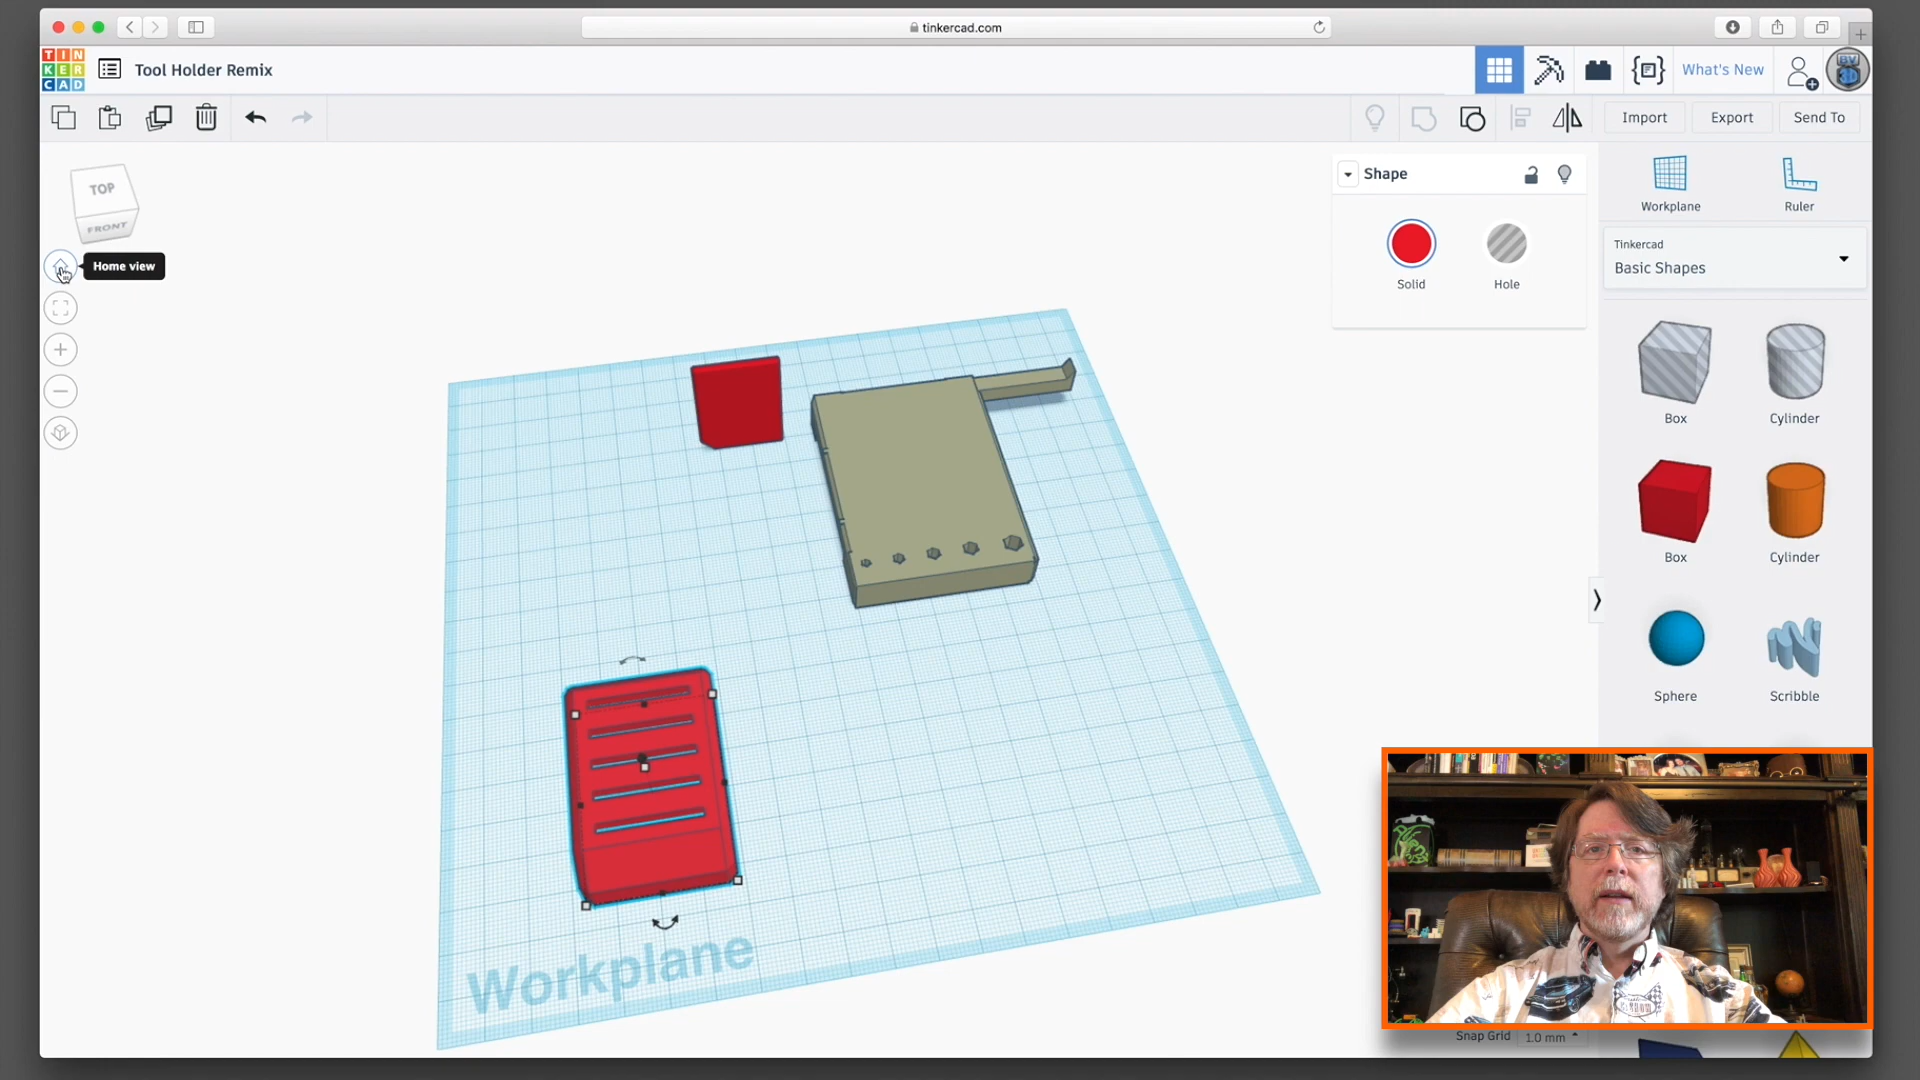 tinkercad.com
TIN
KER
CAD
Tool Holder Remix
What's New
BV
3D
Import
Export
Send To
TOP
FRONT
Home view
Shape
Solid
Hole
Workplane
Ruler
Tinkercad
Basic Shapes
Box
Cylinder
Box
Cylinder
Sphere
Scribble
Workplane
Snap Grid
1.0 mm